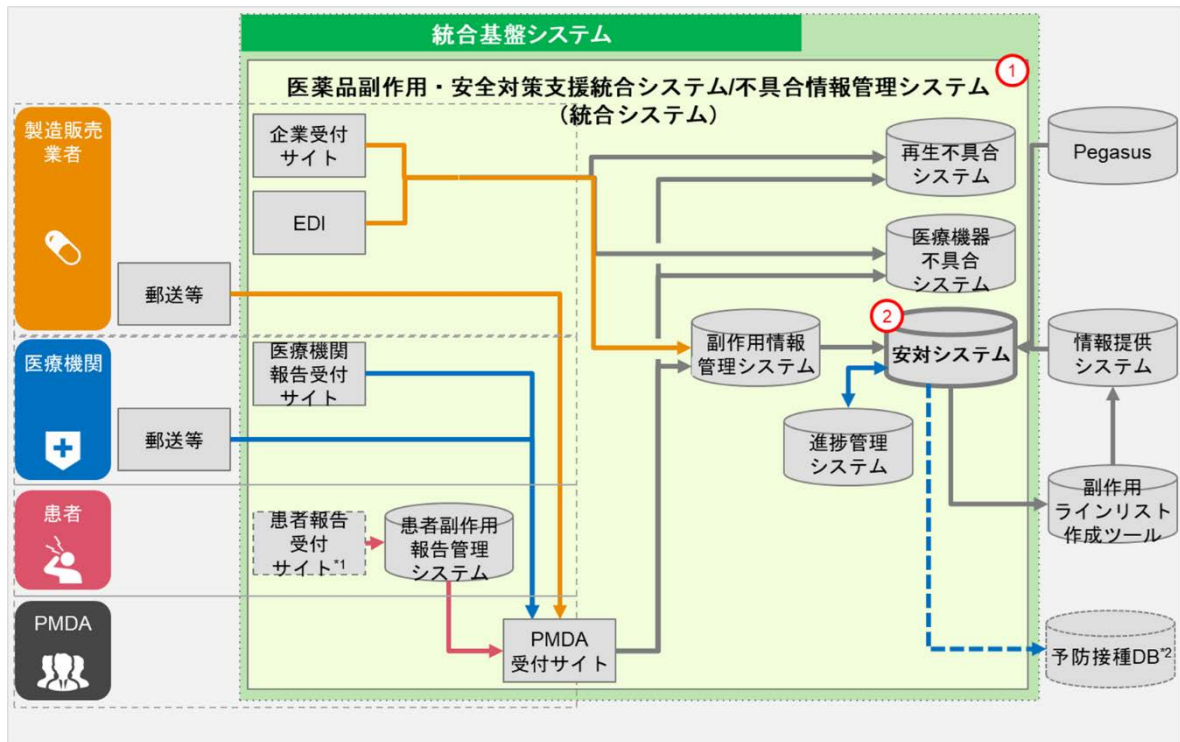 統合基盤システム
医薬品副作用・安全対策支援統合システム/不具合情報管理システム
(統合システム)
1
製造販売
業者
企業受付
サイト
EDI
郵送等
再生不具合
システム
Pegasus
医療機器
不具合
システム
医療機関
医療機関
報告受付
サイト
郵送等
副作用情報
管理システム
2
安対システム
情報提供
システム
進捗管理
システム
副作用
ラインリスト
作成ツール
患者
患者報告
受付
サイト*1
患者副作用
報告管理
システム
PMDA
PMDA
受付サイト
予防接種DB*2